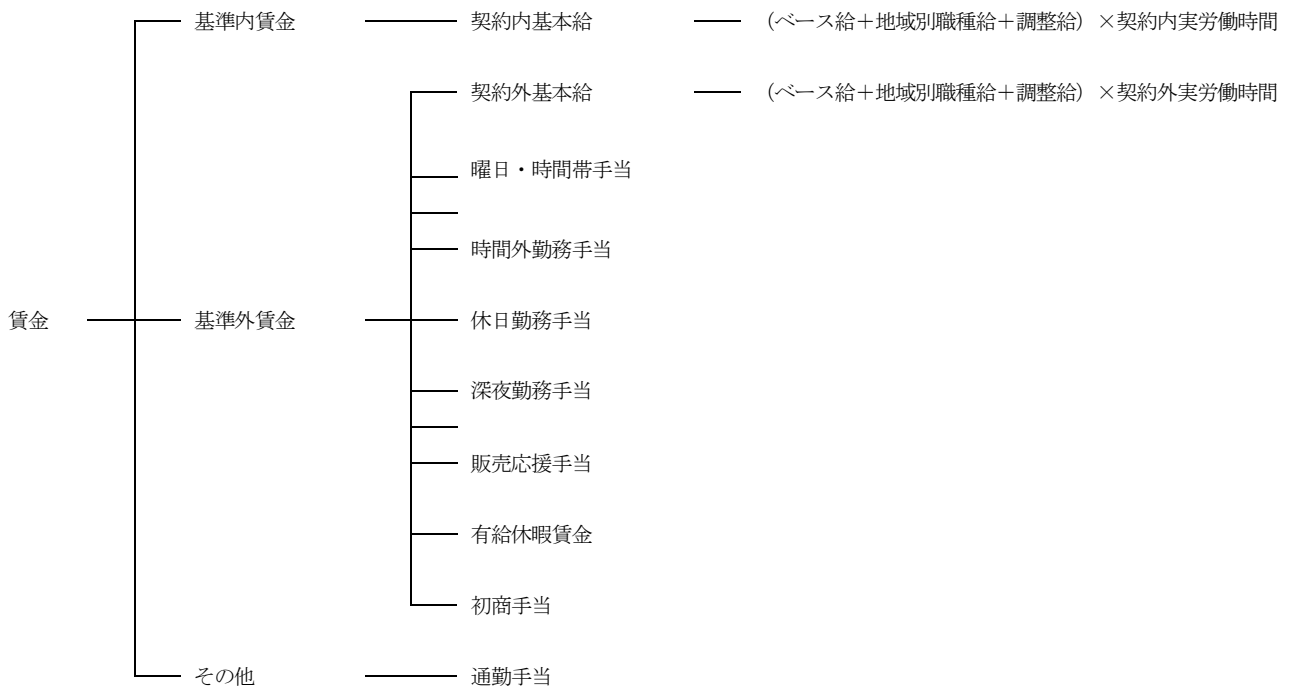 基準内賃金 契約内基本給 (ベース給+地域別職種給+調整給)×契約内実労働時間
契約外基本給 (ベース給+地域別職種給+調整給)×契約外実労働時間
曜日・時間帯手当
時間外勤務手当
賃金 基準外賃金 休日勤務手当
深夜勤務手当
販売応援手当
有給休暇賃金
初商手当
その他 通勤手当